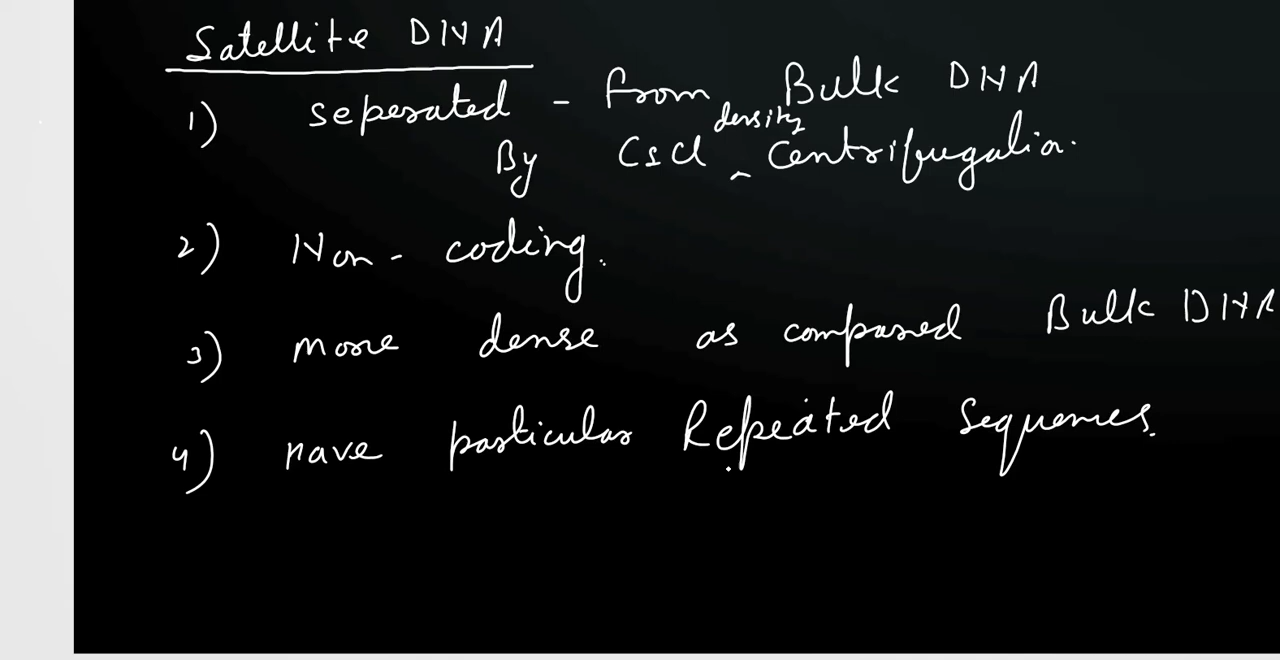 Satellite DNA
1) seperated - from Bulk DNA
By CsCl ‸ density Centrifugation.
2) Non - coding.
3) more dense as compared Bulk DNA
4) have particular Repeated Sequences.